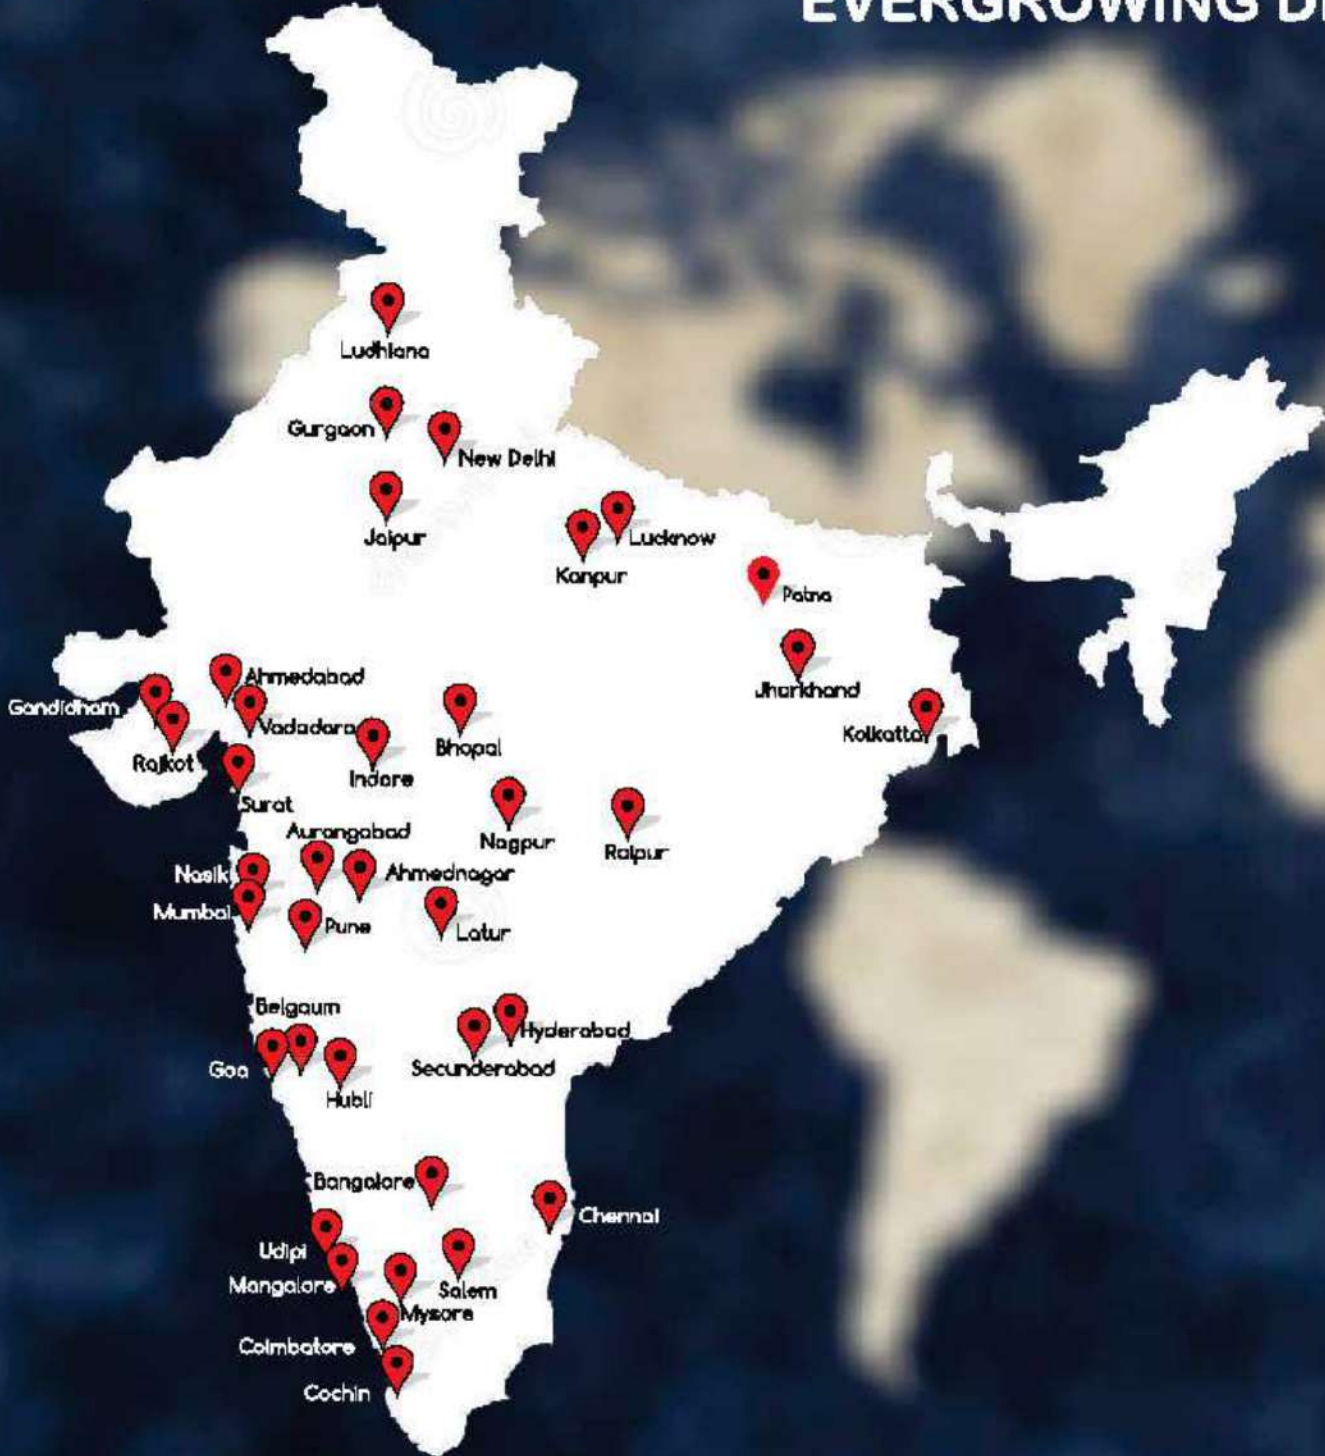 EVERGROWING
Ludhiana
Gurgaon
New Delhi
Jaipur
Lucknow
Kanpur
Patna
Jharkhand
Ahmedabad
Gandidham
Vadadara
Kolkatta
Bhopal
Rajkot
Indore
Surat
Aurangabad
Nagpur
Raipur
Nasik
Ahmednagar
Mumbai
Pune
Latur
Belgaum
Hyderabad
Goa
Secunderabad
Hubli
Bangalore
Chennai
Udipi
Mangalore
Salem
Mysore
Coimbatore
Cochin